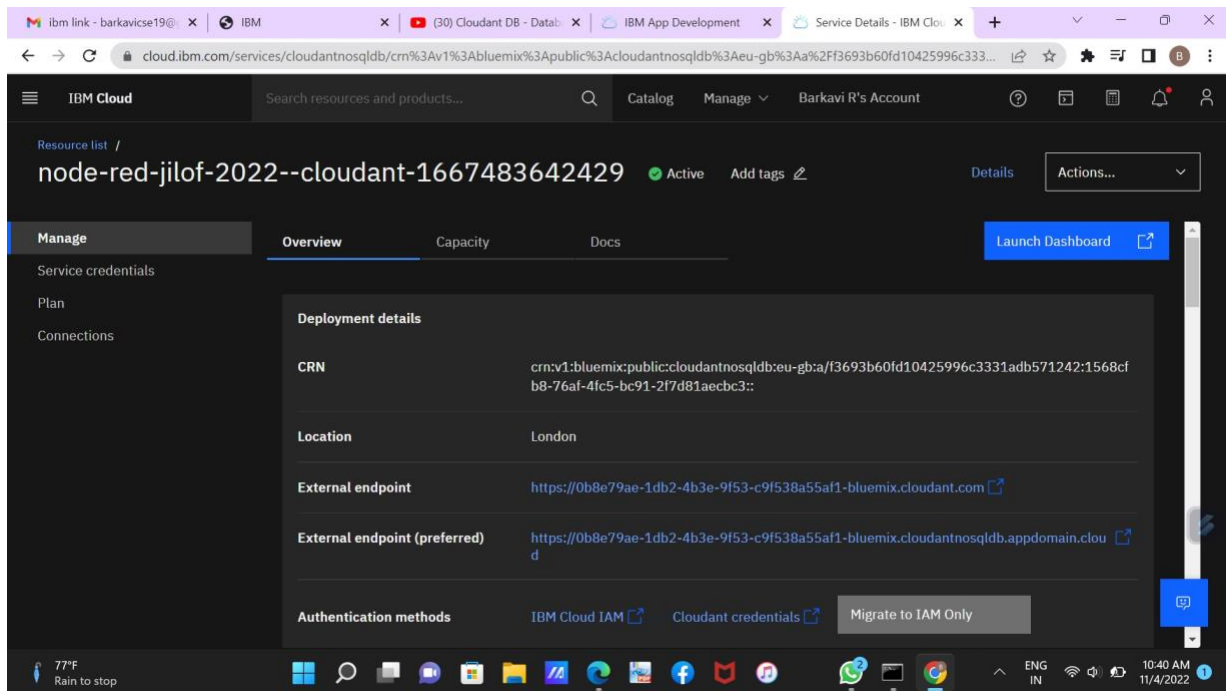 ibm link - barkavicse19@
IBM
(30) Cloudant DB - Datab
IBM App Development
Service Details - IBM Clou
cloud.ibm.com/services/cloudantnosqldb/crn%3Av1%3Abluemix%3Apublic%3Acloudantnosqldb%3Aeu-gb%3Aa%2Ff3693b60fd10425996c333...
B
IBM Cloud
Search resources and products...
Catalog
Manage
Barkavi R's Account
Resource list /
node-red-jilof-2022--cloudant-1667483642429
Active
Add tags
Details
Actions...
Manage
Service credentials
Plan
Connections
Overview
Capacity
Docs
Launch Dashboard
Deployment details
CRN
crn:v1:bluemix:public:cloudantnosqldb:eu-gb:a/f3693b60fd10425996c3331adb571242:1568cf
b8-76af-4fc5-bc91-2f7d81aecbc3::
Location
London
External endpoint
https://0b8e79ae-1db2-4b3e-9f53-c9f538a55af1-bluemix.cloudant.com
External endpoint (preferred)
https://0b8e79ae-1db2-4b3e-9f53-c9f538a55af1-bluemix.cloudantnosqldb.appdomain.clou
d
Authentication methods
IBM Cloud IAM
Cloudant credentials
Migrate to IAM Only
77°F
Rain to stop
2
ENG
IN
10:40 AM
11/4/2022
1